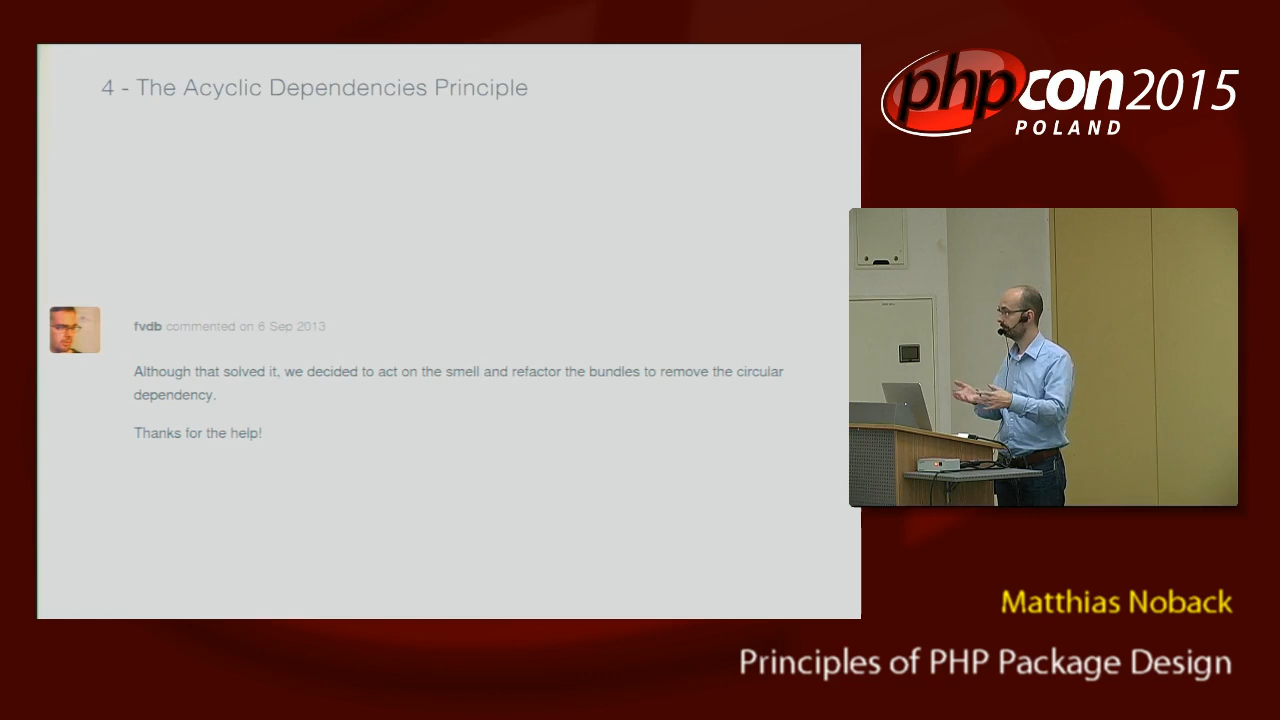 4 - The Acyclic Dependencies Principle
fvdb commented on 6 Sep 2013
Although that solved it, we decided to act on the smell and refactor the bundles to remove the circular
dependency.
Thanks for the help!
phpcon2015
POLAND
Matthias Noback
Principles of PHP Package Design